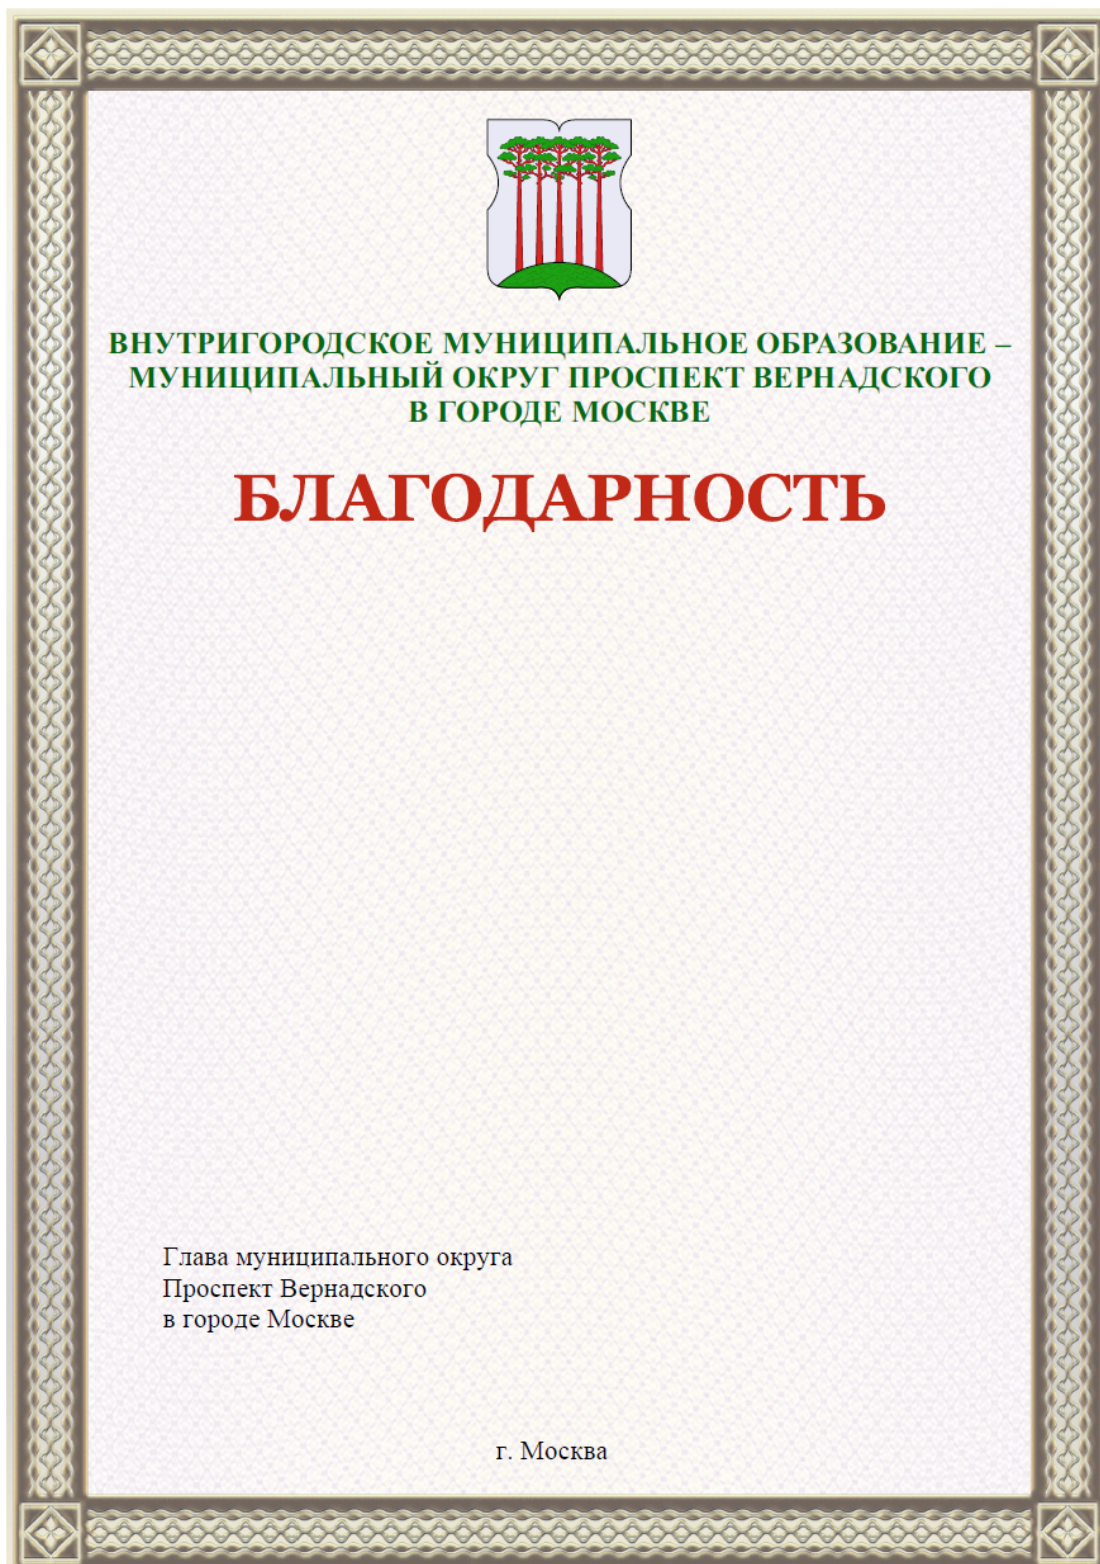 ВНУТРИГОРОДСКОЕ МУНИЦИПАЛЬНОЕ ОБРАЗОВАНИЕ –
МУНИЦИПАЛЬНЫЙ ОКРУГ ПРОСПЕКТ ВЕРНАДСКОГО
В ГОРОДЕ МОСКВЕ
БЛАГОДАРНОСТЬ
Глава муниципального округа
Проспект Вернадского
в городе Москве
г. Москва